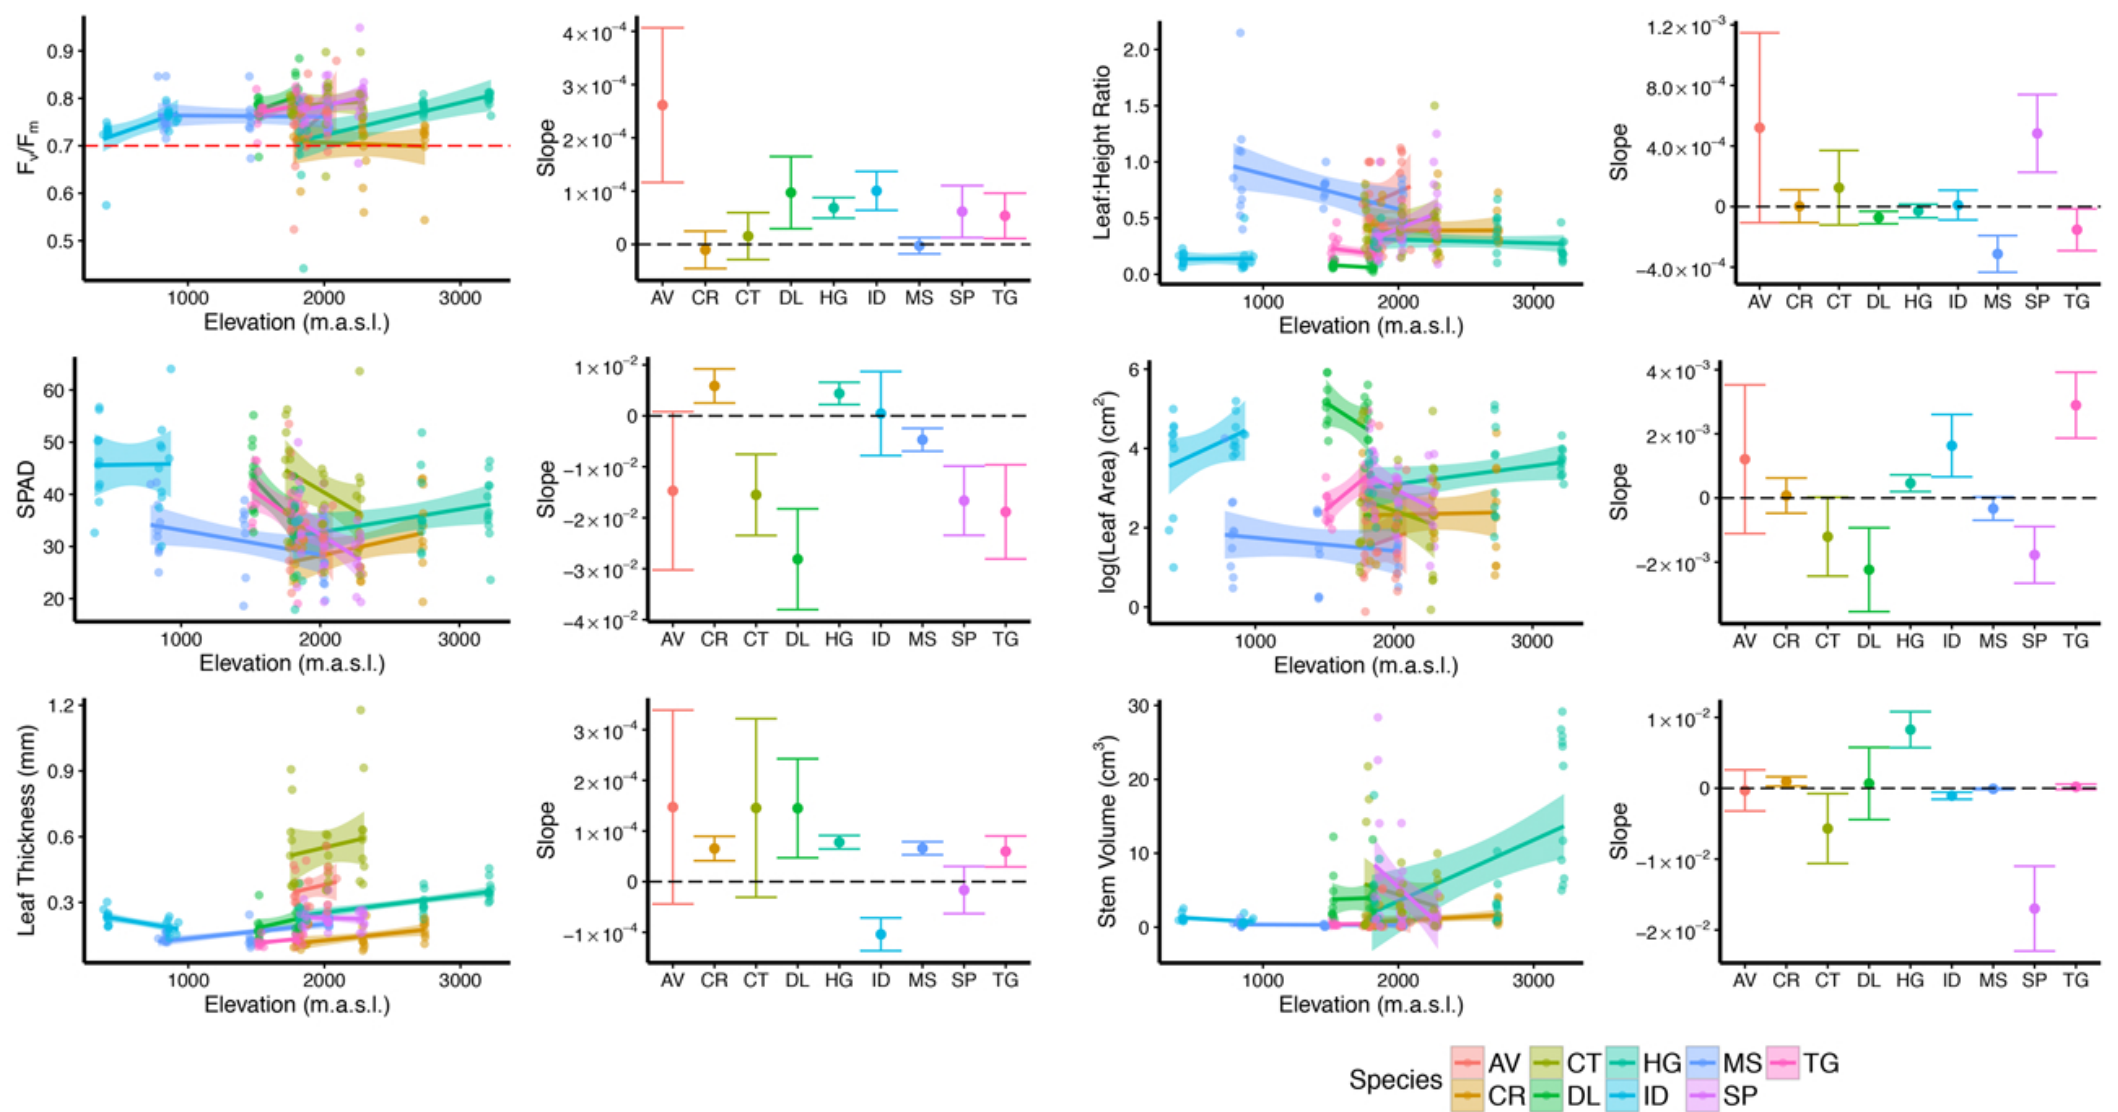 0.9
0.8
0.7
0.6
0.5
Fv/Fm
1000 2000 3000
Elevation (m.a.s.l.)
4×10⁻⁴
3×10⁻⁴
2×10⁻⁴
1×10⁻⁴
0
Slope
AV CR CT DL HG ID MS SP TG
2.0
1.5
1.0
0.5
0.0
Leaf:Height Ratio
1000 2000 3000
Elevation (m.a.s.l.)
1.2×10⁻³
8.0×10⁻⁴
4.0×10⁻⁴
0
−4.0×10⁻⁴
Slope
AV CR CT DL HG ID MS SP TG
60
50
40
30
20
SPAD
1000 2000 3000
Elevation (m.a.s.l.)
1×10⁻²
0
−1×10⁻²
−2×10⁻²
−3×10⁻²
−4×10⁻²
Slope
AV CR CT DL HG ID MS SP TG
6
4
2
0
log(Leaf Area) (cm²)
1000 2000 3000
Elevation (m.a.s.l.)
4×10⁻³
2×10⁻³
0
−2×10⁻³
Slope
AV CR CT DL HG ID MS SP TG
1.2
0.9
0.6
0.3
Leaf Thickness (mm)
1000 2000 3000
Elevation (m.a.s.l.)
3×10⁻⁴
2×10⁻⁴
1×10⁻⁴
0
−1×10⁻⁴
Slope
AV CR CT DL HG ID MS SP TG
30
20
10
0
Stem Volume (cm³)
1000 2000 3000
Elevation (m.a.s.l.)
1×10⁻²
0
−1×10⁻²
−2×10⁻²
Slope
AV CR CT DL HG ID MS SP TG
Species
AV CT HG MS TG
CR DL ID SP